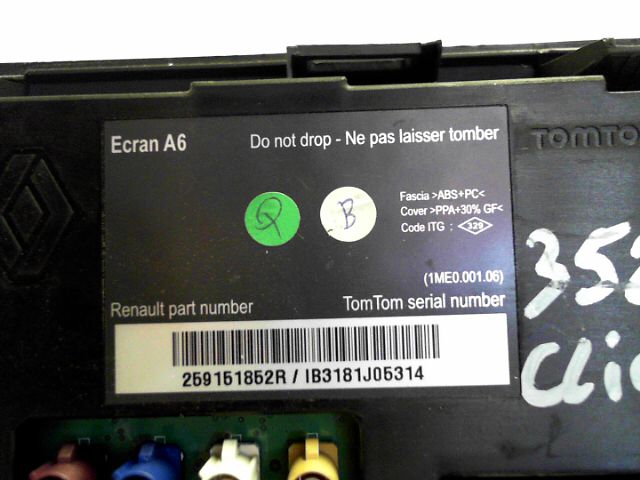 Ecran A6
Do not drop - Ne pas laisser tomber
TOMTO
Q
B
Fascia >ABS+PC<
Cover >PPA+30% GF<
Code ITG : 329
(1ME0.001.06)
Renault part number
TomTom serial number
259151852R / IB3181J05314